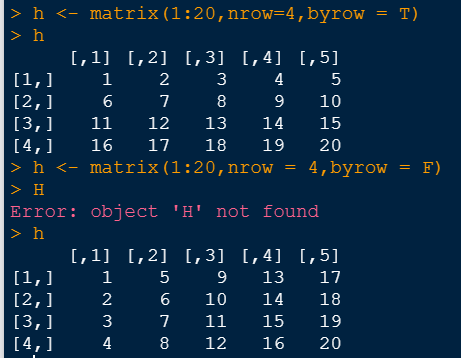 > h <- matrix(1:20,nrow=4,byrow = T)
> h
     [,1] [,2] [,3] [,4] [,5]
[1,]    1    2    3    4    5
[2,]    6    7    8    9   10
[3,]   11   12   13   14   15
[4,]   16   17   18   19   20
> h <- matrix(1:20,nrow = 4,byrow = F)
> H
Error: object 'H' not found
> h
     [,1] [,2] [,3] [,4] [,5]
[1,]    1    5    9   13   17
[2,]    2    6   10   14   18
[3,]    3    7   11   15   19
[4,]    4    8   12   16   20